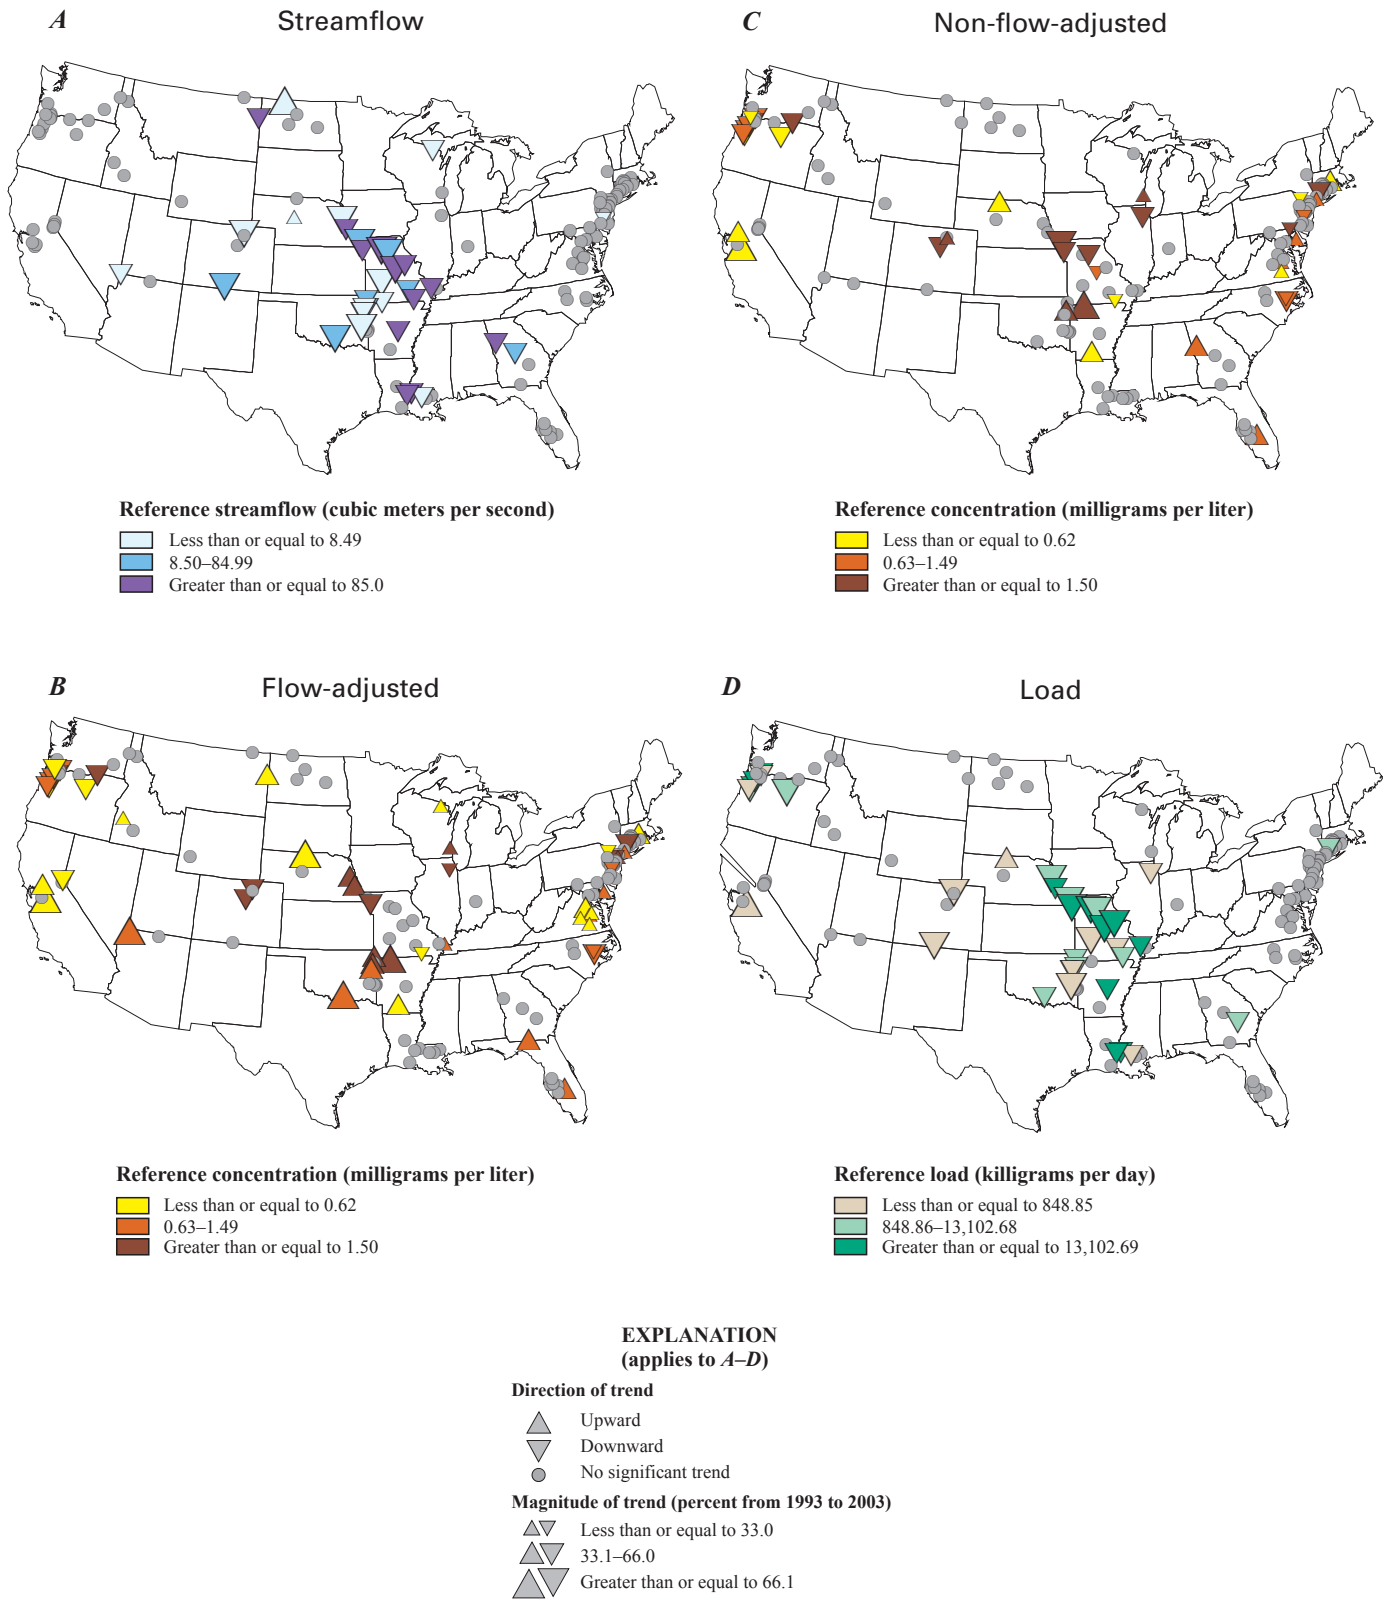 A Streamflow
C Non-flow-adjusted
Reference streamflow (cubic meters per second)
Less than or equal to 8.49
8.50–84.99
Greater than or equal to 85.0
Reference concentration (milligrams per liter)
Less than or equal to 0.62
0.63–1.49
Greater than or equal to 1.50
B Flow-adjusted
D Load
Reference concentration (milligrams per liter)
Less than or equal to 0.62
0.63–1.49
Greater than or equal to 1.50
Reference load (killigrams per day)
Less than or equal to 848.85
848.86–13,102.68
Greater than or equal to 13,102.69
EXPLANATION
(applies to A–D)
Direction of trend
Upward
Downward
No significant trend
Magnitude of trend (percent from 1993 to 2003)
Less than or equal to 33.0
33.1–66.0
Greater than or equal to 66.1